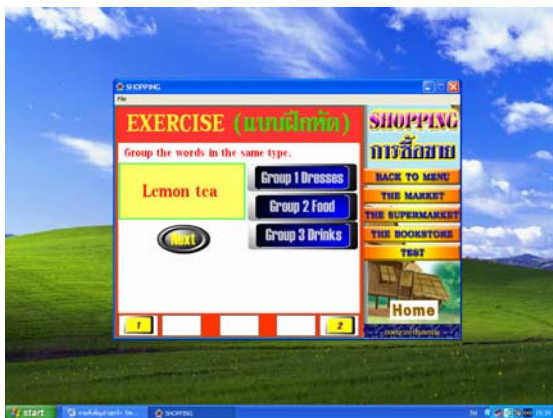 SHOPPING
File
EXERCISE (แบบฝึกหัด)
Group the words in the same type.
Lemon tea
Group 1 Dresses
Group 2 Food
Group 3 Drinks
Next
1
2
SHOPPING
การซื้อขาย
BACK TO MENU
THE MARKET
THE SUPERMARKET
THE BOOKSTORE
TEST
Home
start
SHOPPING
TH